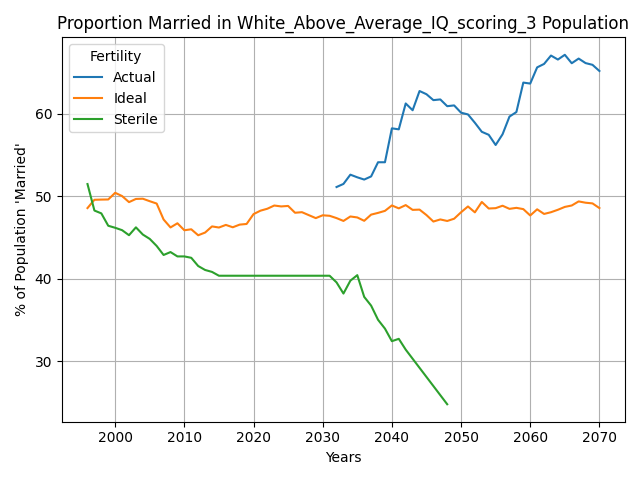 Proportion Married in White_Above_Average_IQ_scoring_3 Population
Fertility
Actual
Ideal
Sterile
% of Population 'Married'
60
50
40
30
2000 2010 2020 2030 2040 2050 2060 2070
Years